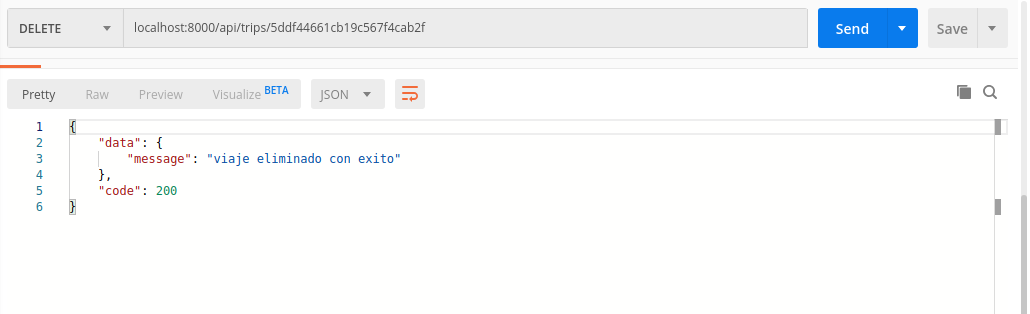 DELETE localhost:8000/api/trips/5ddf44661cb19c567f4cab2f Send Save
Pretty Raw Preview Visualize BETA JSON
1 {
2 "data": {
3 "message": "viaje eliminado con exito"
4 },
5 "code": 200
6 }